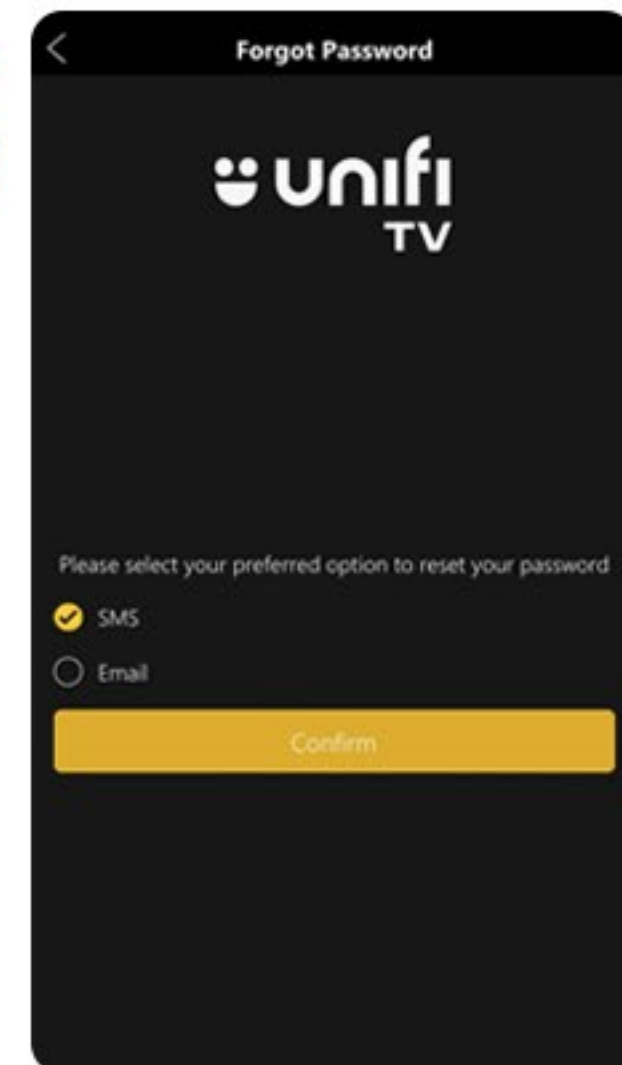 Forgot Password
unifi
TV
Please select your preferred option to reset your password
SMS
Email
Confirm